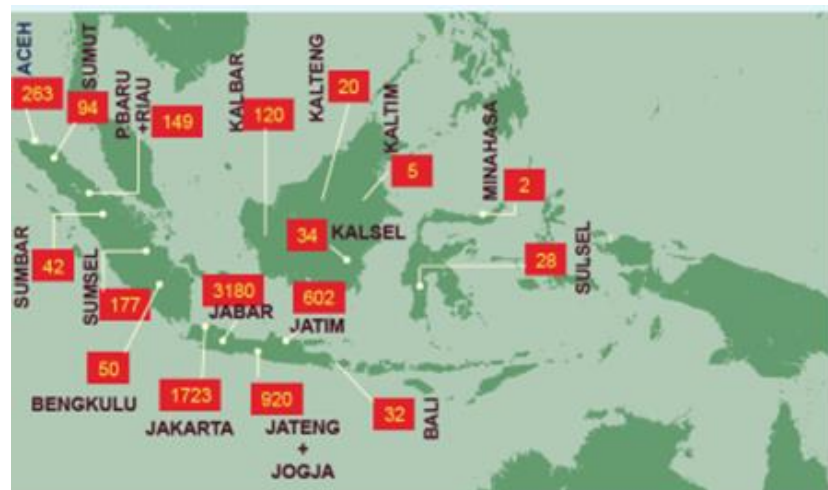 ACEH
263
SUMUT
94
P.BARU
+RIAU
149
KALBAR
120
KALTENG
20
KALTIM
5
MINAHASA
2
34
KALSEL
SUMBAR
42
SUMSEL
177
3180
JABAR
602
JATIM
28
SULSEL
50
BENGKULU
1723
JAKARTA
920
JATENG
+
JOGJA
32
BALI